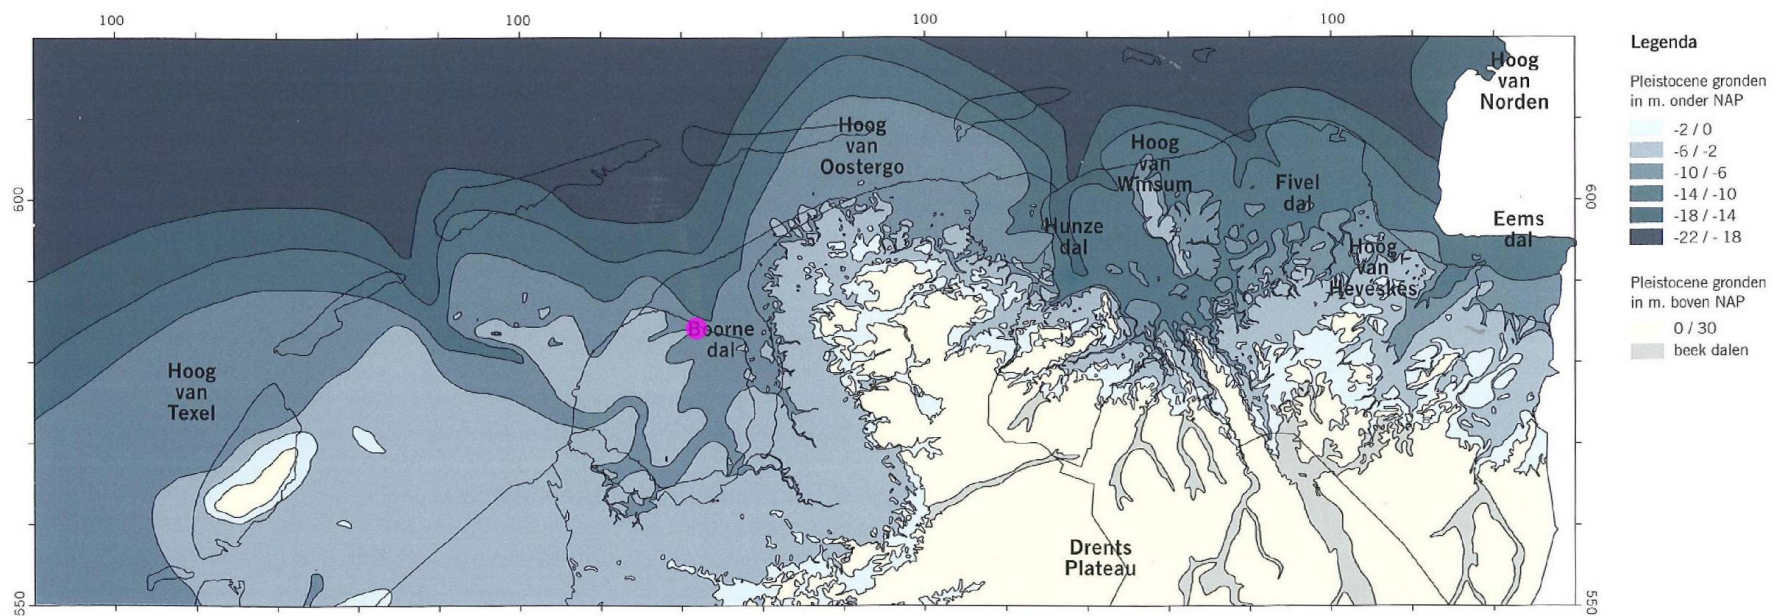 100 100 100 100
600
550
600
550
Hoog
van
Texel
Boorne
dal
Hoog
van
Oostergo
Hunze
dal
Hoog
van
Winsum
Fivel
dal
Hoog
van
Heveskes
Hoog
van
Norden
Eems
dal
Drents
Plateau
Legenda
Pleistocene gronden
in m. onder NAP
-2 / 0
-6 / -2
-10 / -6
-14 / -10
-18 / -14
-22 / - 18
Pleistocene gronden
in m. boven NAP
0 / 30
beek dalen